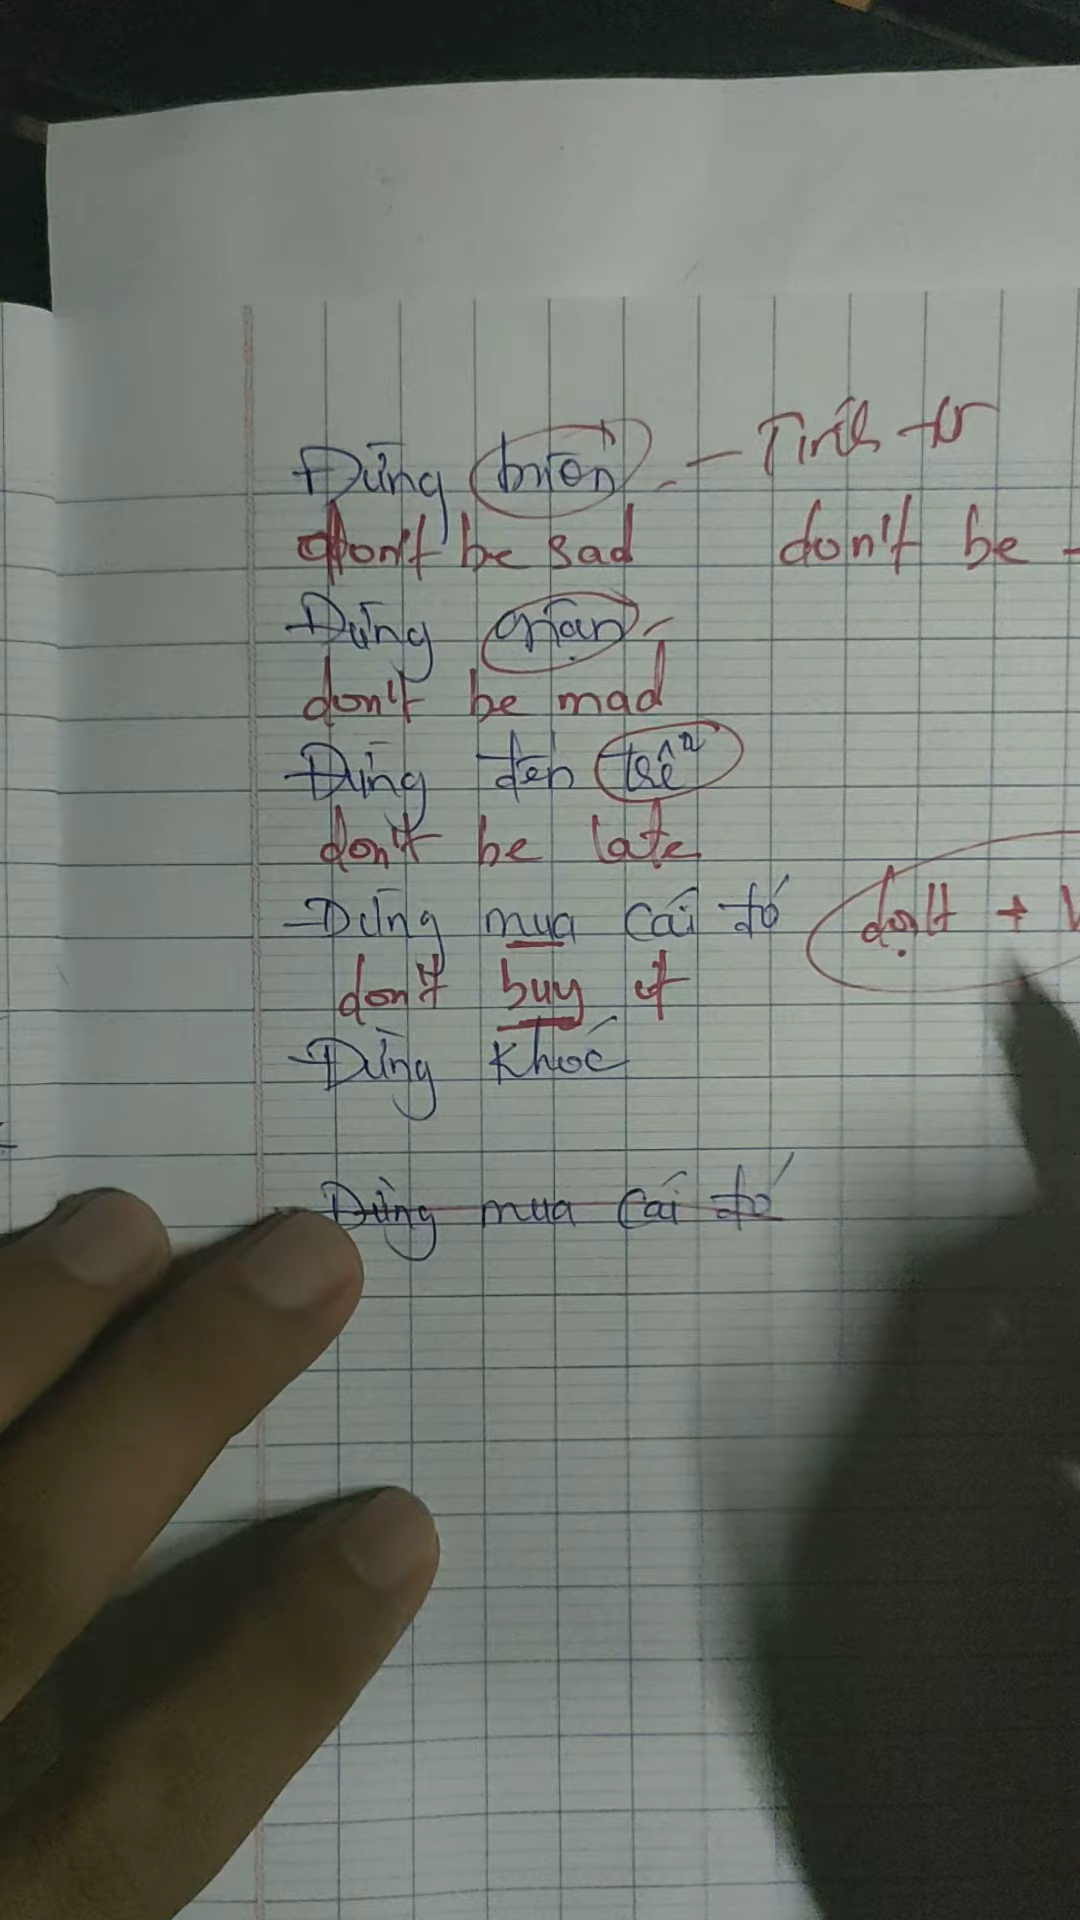 Đừng buồn - Tính từ
don't be sad don't be
Đừng giận
don't be mad
Đừng đến trễ
don't be late
Đừng mua cái đó don't + V
don't buy it
Đừng khóc
Đừng mua cái đó